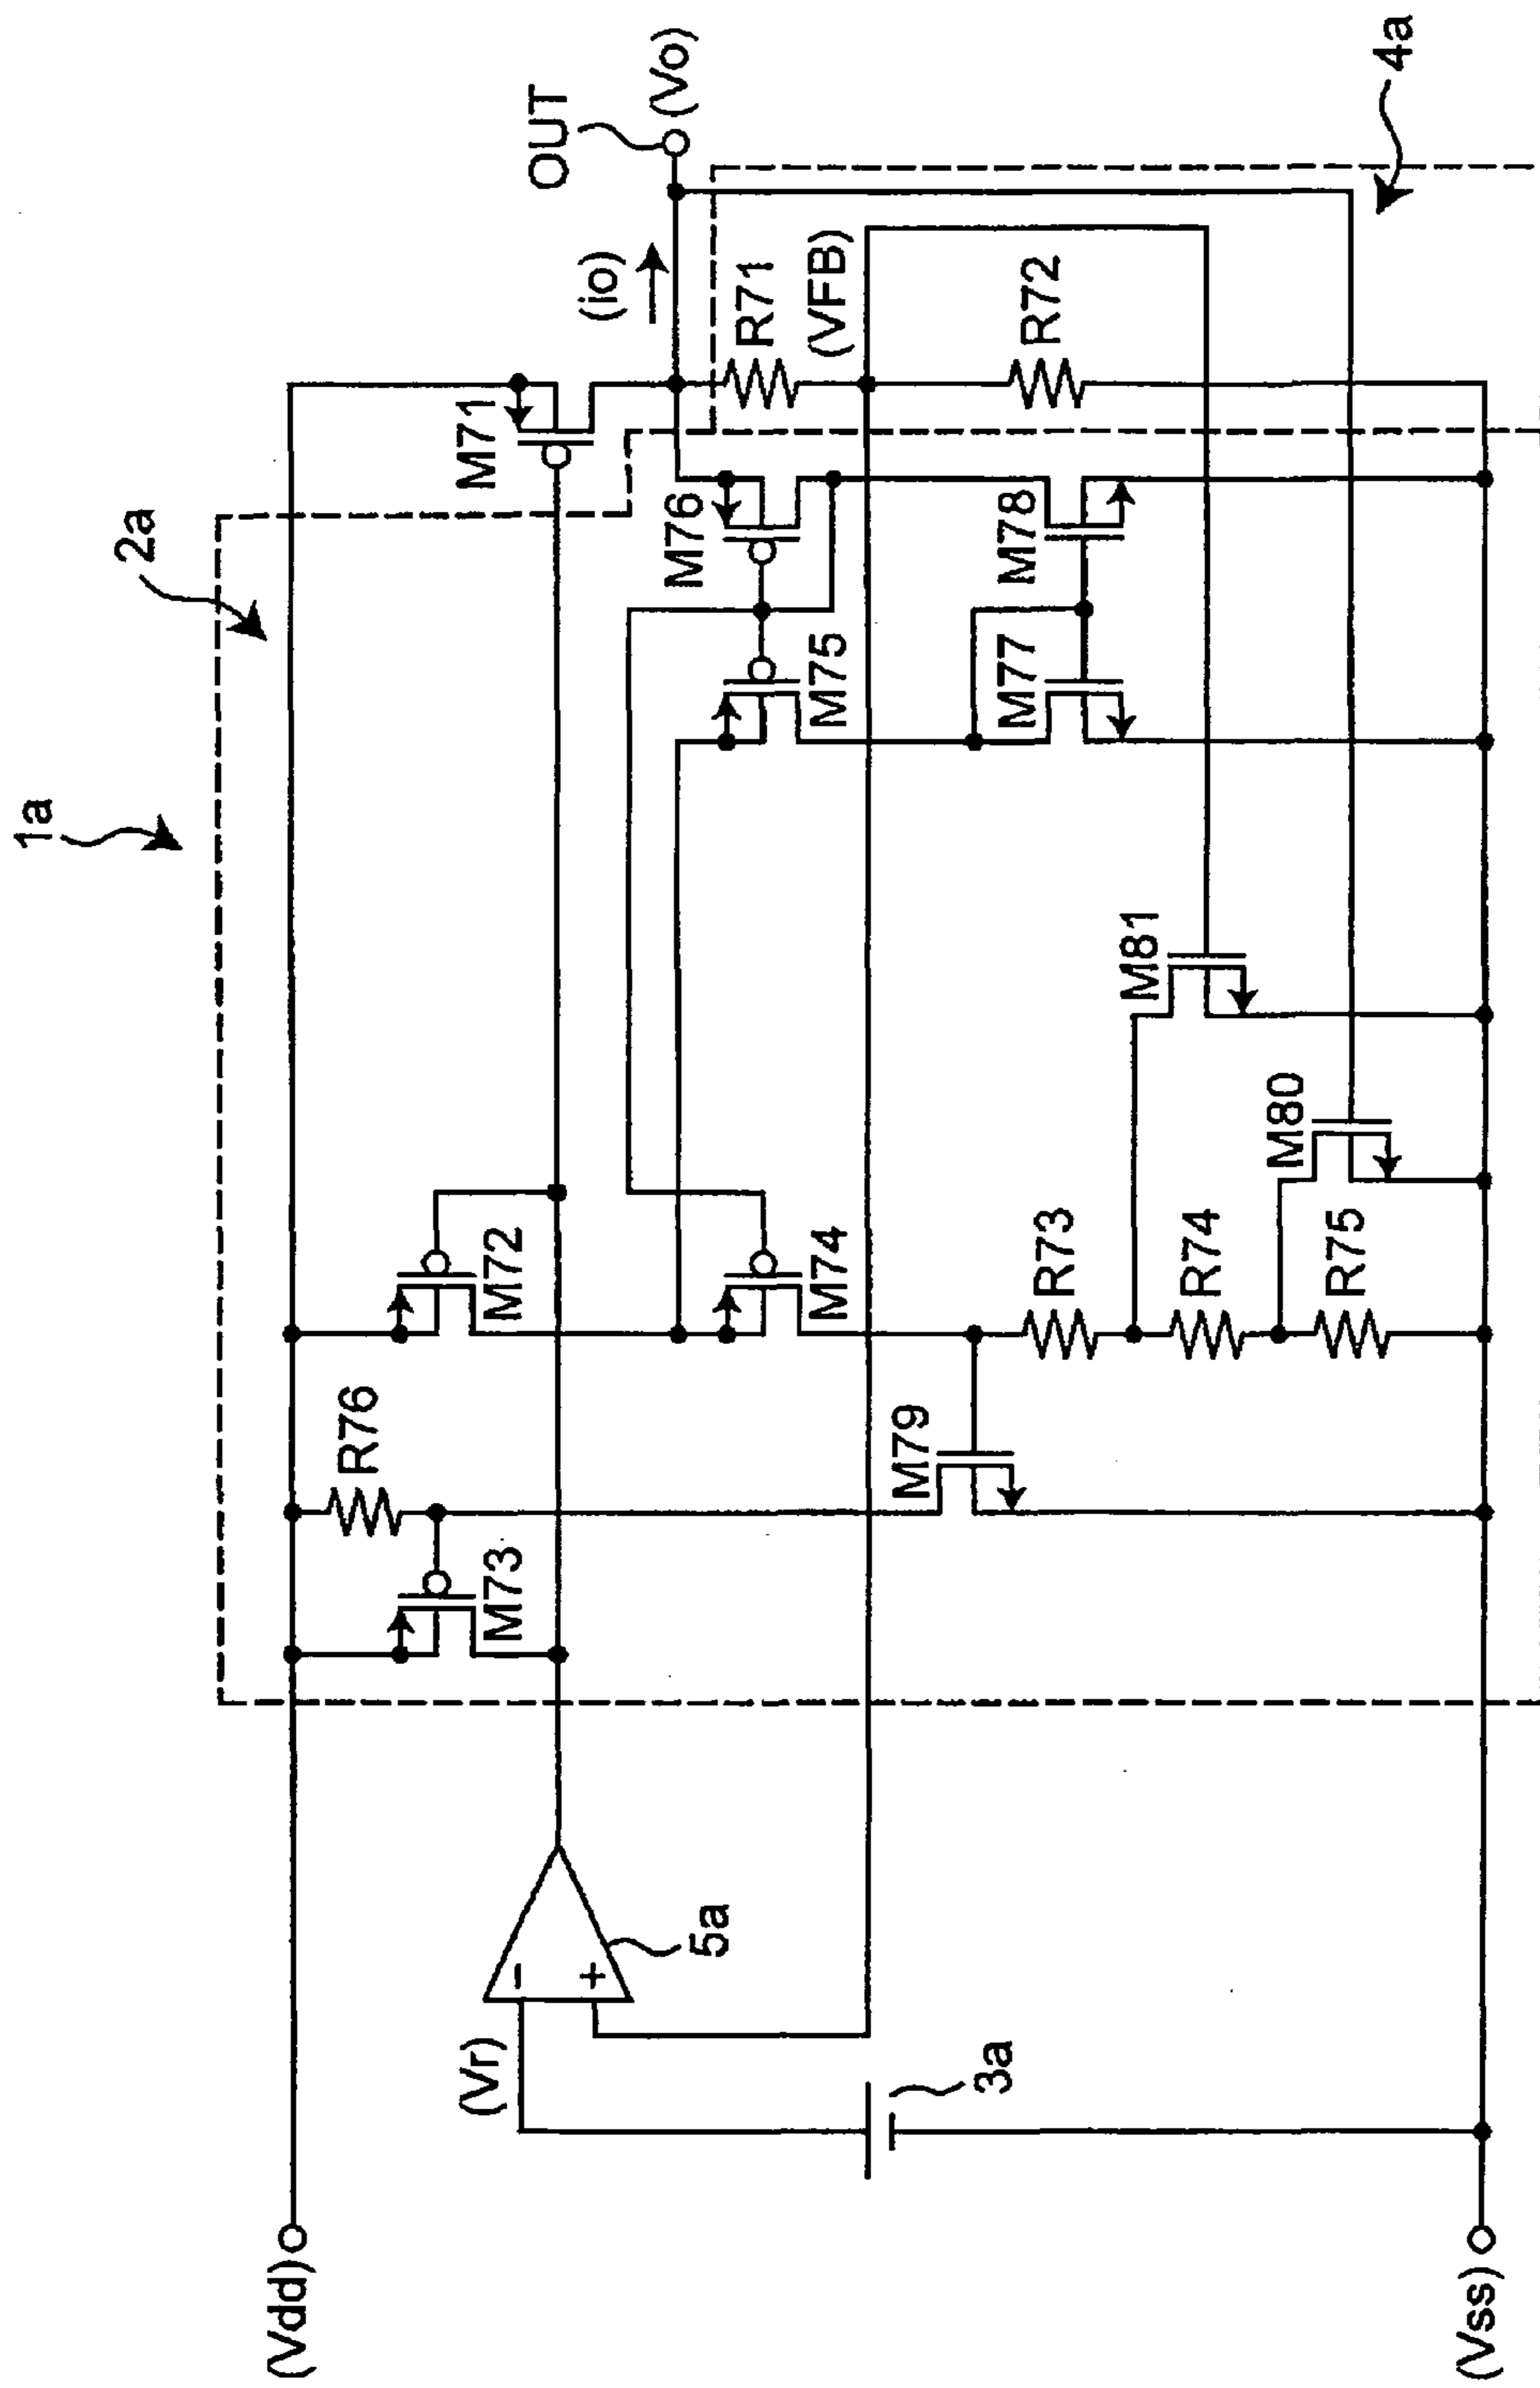 1a
2a
(Vdd)
(Vr)
5a
3a
(Vss)
M73
R76
M72
M79
M74
R73
R74
R75
M80
M81
M75
M76
M77
M78
M71
(io)
OUT
(Vo)
R71
(VFB)
R72
4a
−
+